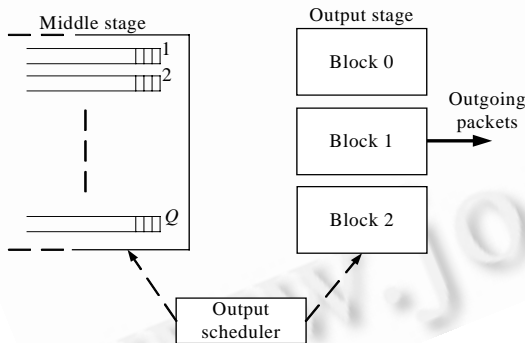 Middle stage
1
2
Q
Output stage
Block 0
Block 1
Block 2
Outgoing
packets
Output
scheduler